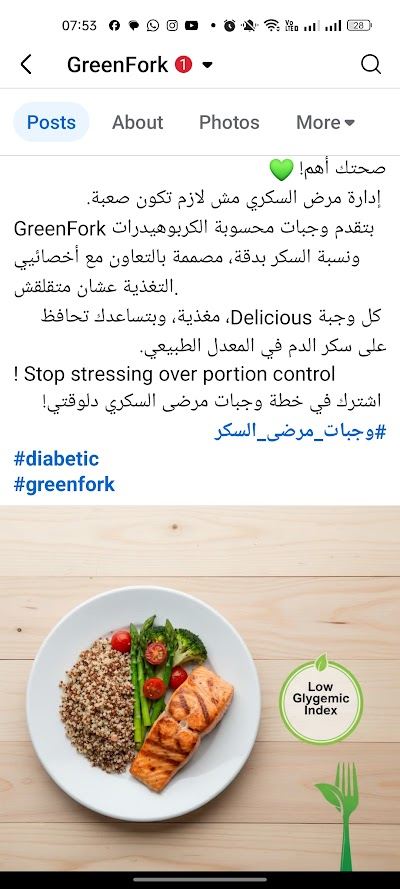 07:53
Vo LTE
28
GreenFork 1
Posts About Photos More
صحتك أهم! 💚
إدارة مرض السكري مش لازم تكون صعبة.
GreenFork بتقدم وجبات محسوبة الكربوهيدرات
ونسبة السكر بدقة، مصممة بالتعاون مع أخصائيي
التغذية عشان متقلقش.
كل وجبة Delicious، مغذية، وبتساعدك تحافظ
على سكر الدم في المعدل الطبيعي.
! Stop stressing over portion control
اشترك في خطة وجبات مرضى السكري دلوقتي!
#وجبات_مرضى_السكر
#diabetic
#greenfork
Low
Glygemic
Index